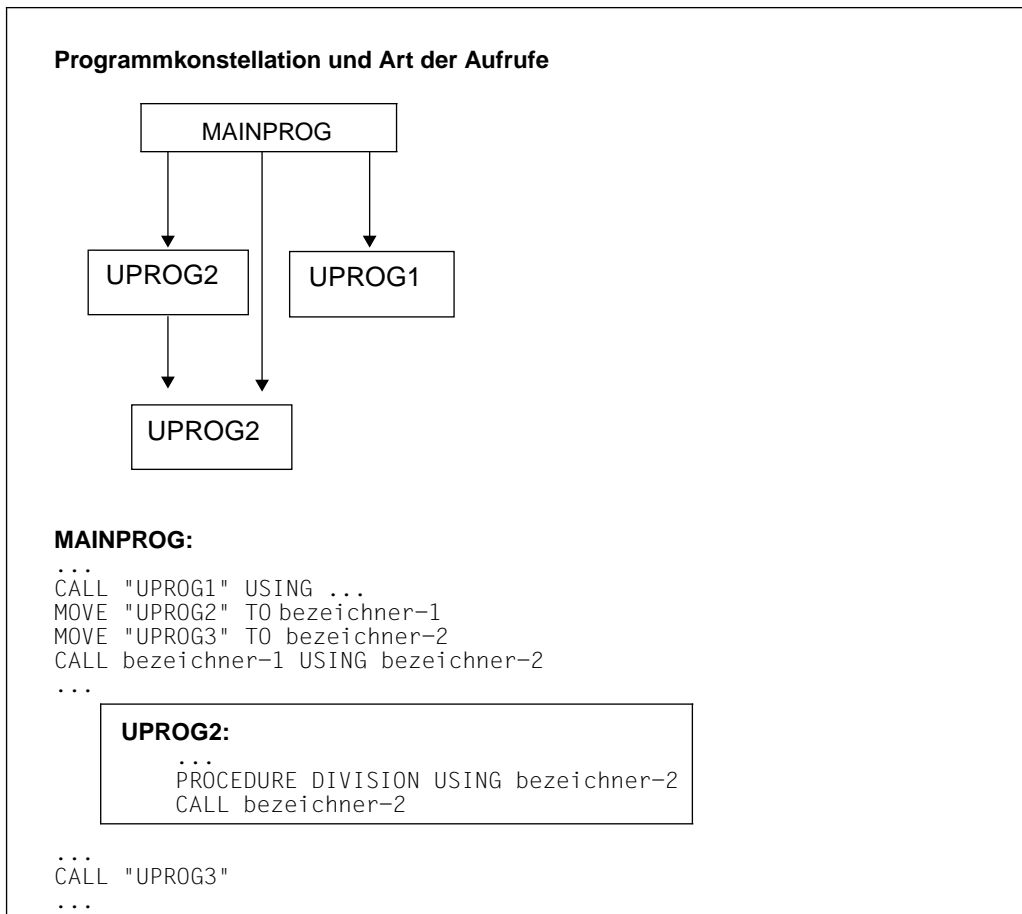 Programmkonstellation und Art der Aufrufe
MAINPROG
UPROG2
UPROG1
UPROG2
MAINPROG:
...
CALL "UPROG1" USING ...
MOVE "UPROG2" TO bezeichner-1
MOVE "UPROG3" TO bezeichner-2
CALL bezeichner-1 USING bezeichner-2
...
UPROG2:
...
PROCEDURE DIVISION USING bezeichner-2
CALL bezeichner-2
...
CALL "UPROG3"
...